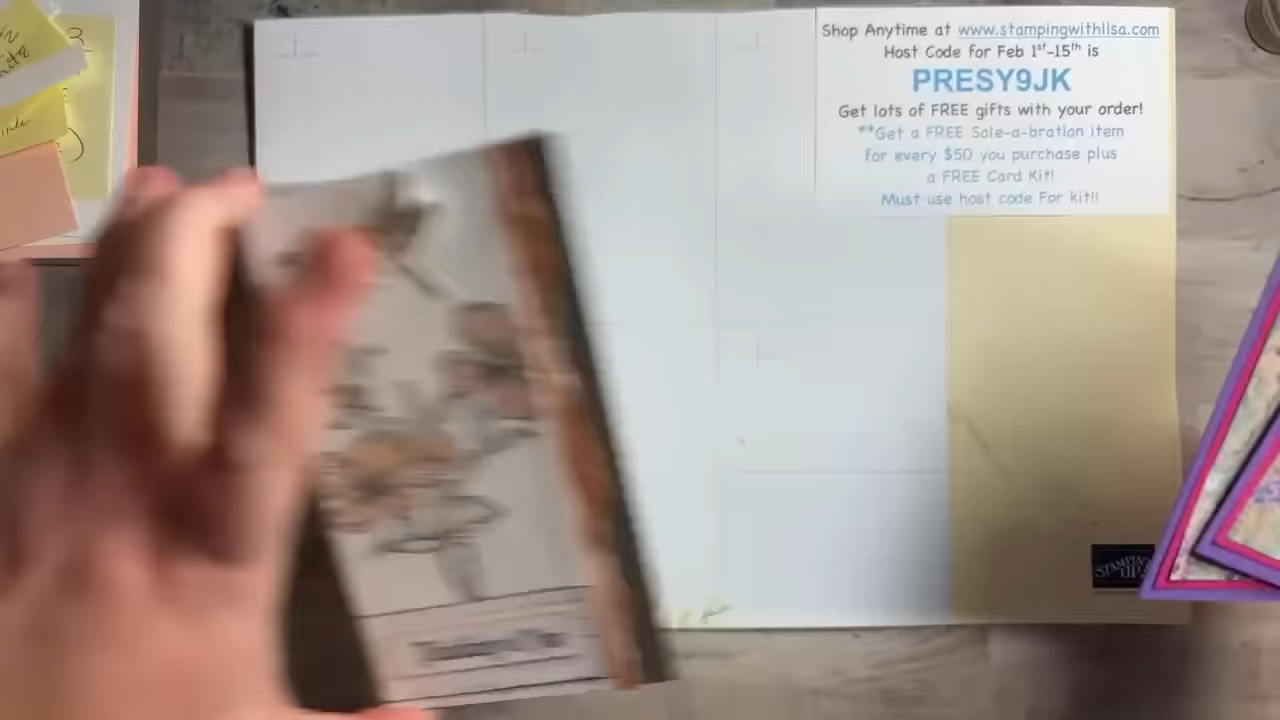 Shop Anytime at www.stampingwithlisa.com
Host Code for Feb 1st-15th is
PRESY9JK
Get lots of FREE gifts with your order!
**Get a FREE Sale-a-bration item
for every $50 you purchase plus
a FREE Card Kit!
Must use host code For kit!!
STAMPIN' UP!